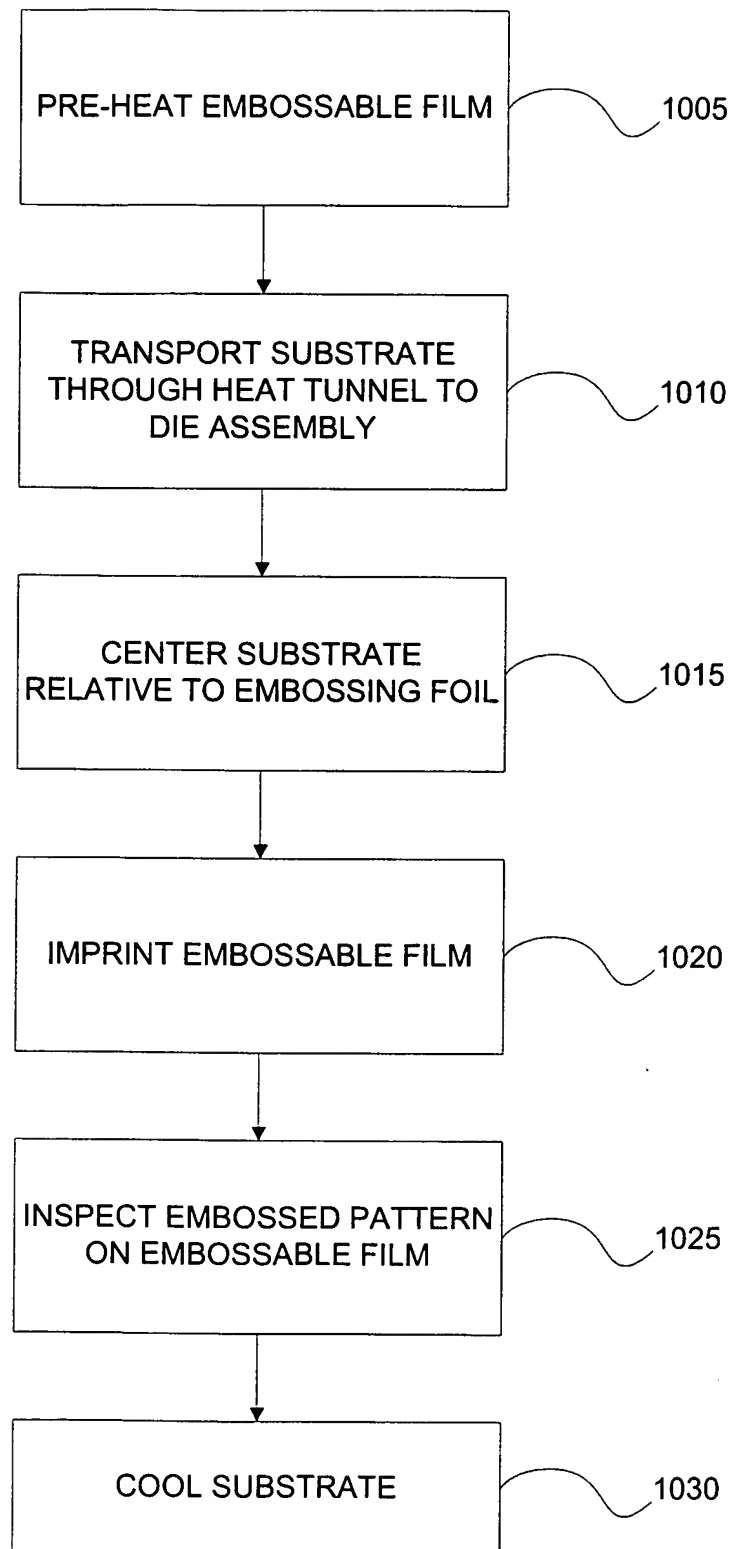 PRE-HEAT EMBOSSABLE FILM
1005
TRANSPORT SUBSTRATE
THROUGH HEAT TUNNEL TO
DIE ASSEMBLY
1010
CENTER SUBSTRATE
RELATIVE TO EMBOSSING FOIL
1015
IMPRINT EMBOSSABLE FILM
1020
INSPECT EMBOSSED PATTERN
ON EMBOSSABLE FILM
1025
COOL SUBSTRATE
1030